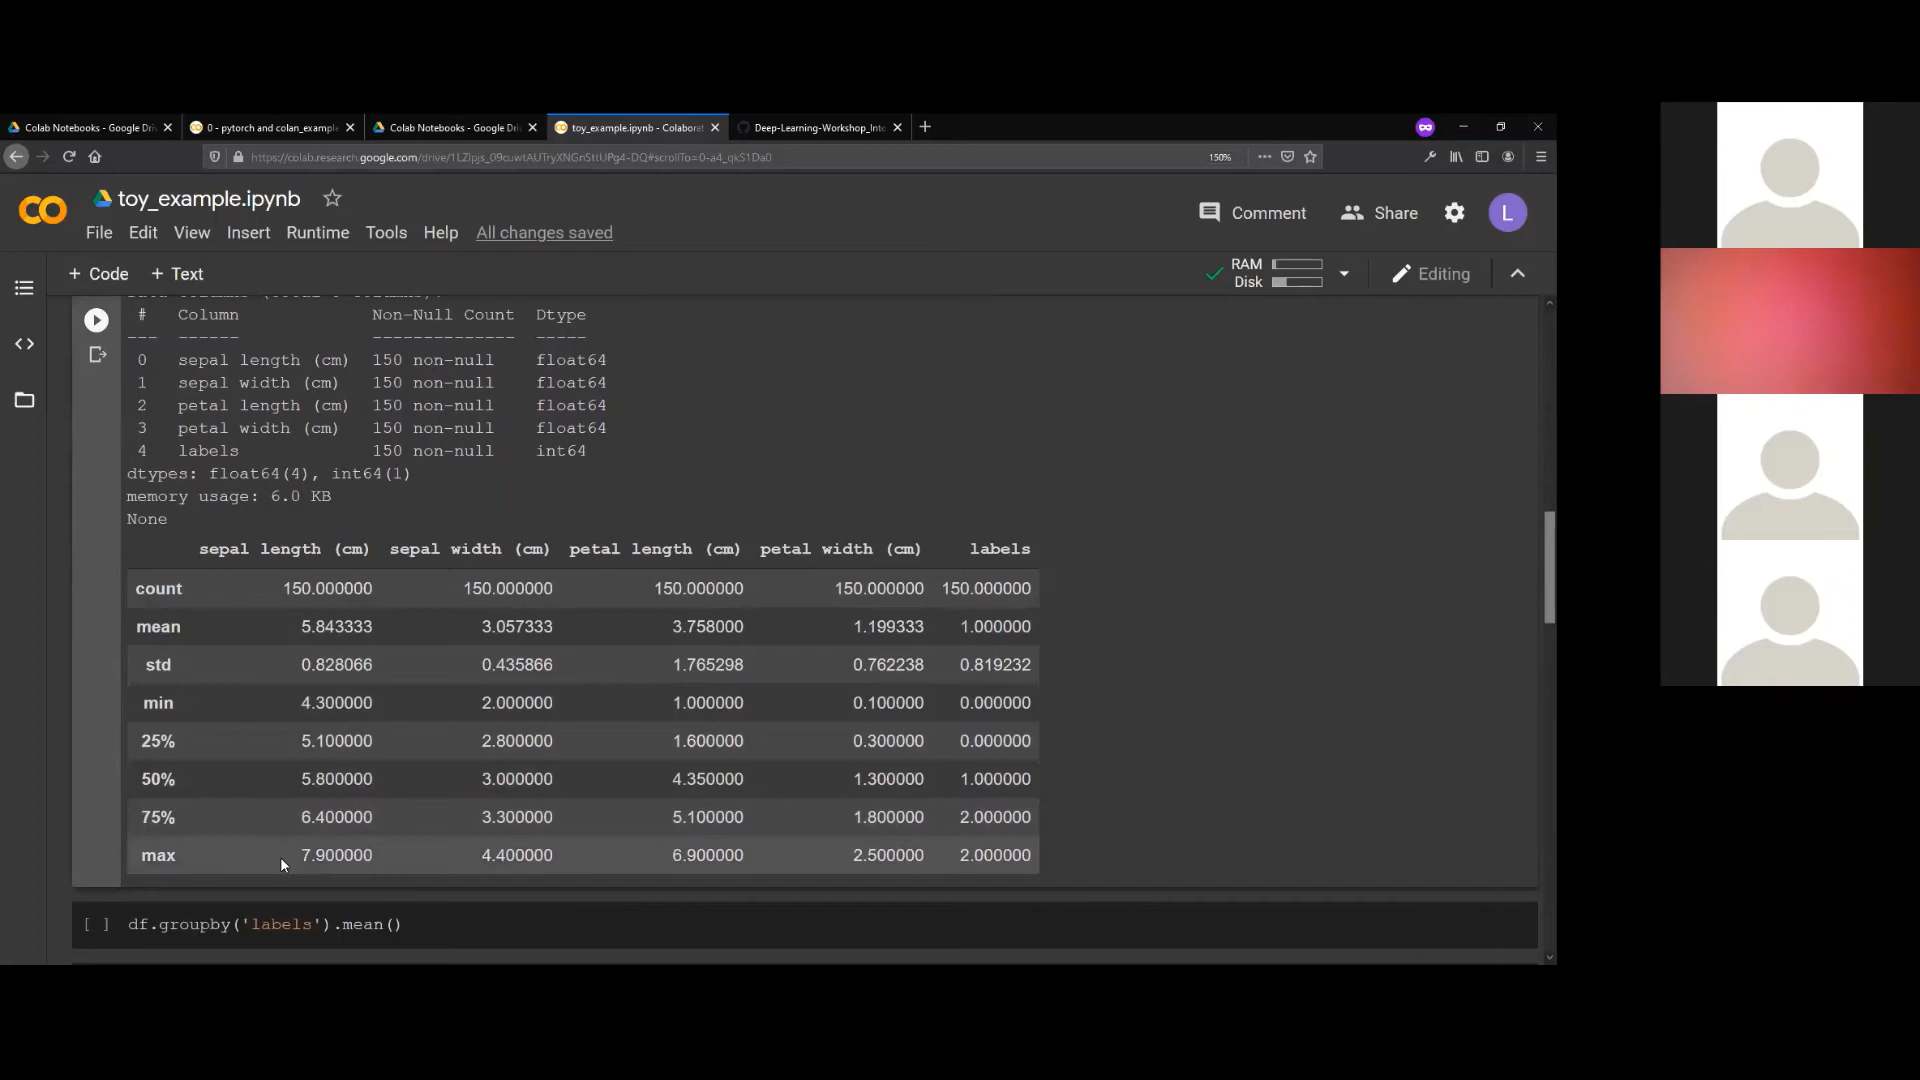 Colab Notebooks - Google Dri
0 - pytorch and colan_example
Colab Notebooks - Google Dri
toy_example.ipynb - Colaborat
Deep-Learning-Workshop_Into
150%
toy_example.ipynb
Comment
Share
L
File Edit View Insert Runtime Tools Help All changes saved
+ Code + Text
RAM
Disk
Editing
# Column Non-Null Count Dtype
--- ------ -------------- -----
0 sepal length (cm) 150 non-null float64
1 sepal width (cm) 150 non-null float64
2 petal length (cm) 150 non-null float64
3 petal width (cm) 150 non-null float64
4 labels 150 non-null int64
dtypes: float64(4), int64(1)
memory usage: 6.0 KB
None
sepal length (cm) sepal width (cm) petal length (cm) petal width (cm) labels
count 150.000000 150.000000 150.000000 150.000000 150.000000
mean 5.843333 3.057333 3.758000 1.199333 1.000000
std 0.828066 0.435866 1.765298 0.762238 0.819232
min 4.300000 2.000000 1.000000 0.100000 0.000000
25% 5.100000 2.800000 1.600000 0.300000 0.000000
50% 5.800000 3.000000 4.350000 1.300000 1.000000
75% 6.400000 3.300000 5.100000 1.800000 2.000000
max 7.900000 4.400000 6.900000 2.500000 2.000000
[ ] df.groupby('labels').mean()